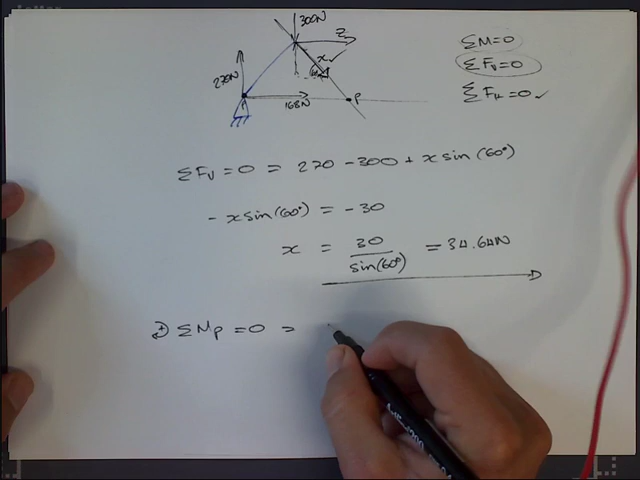 300N
Z
x
60°
270N
168N
P
ΣM=0
ΣFv=0
ΣFH=0 ✓
ΣFv=0 = 270 -300 + x sin(60°)
- x sin(60°) = -30
x = 30/sin(60°) = 34.64N
+ ΣMp=0 =